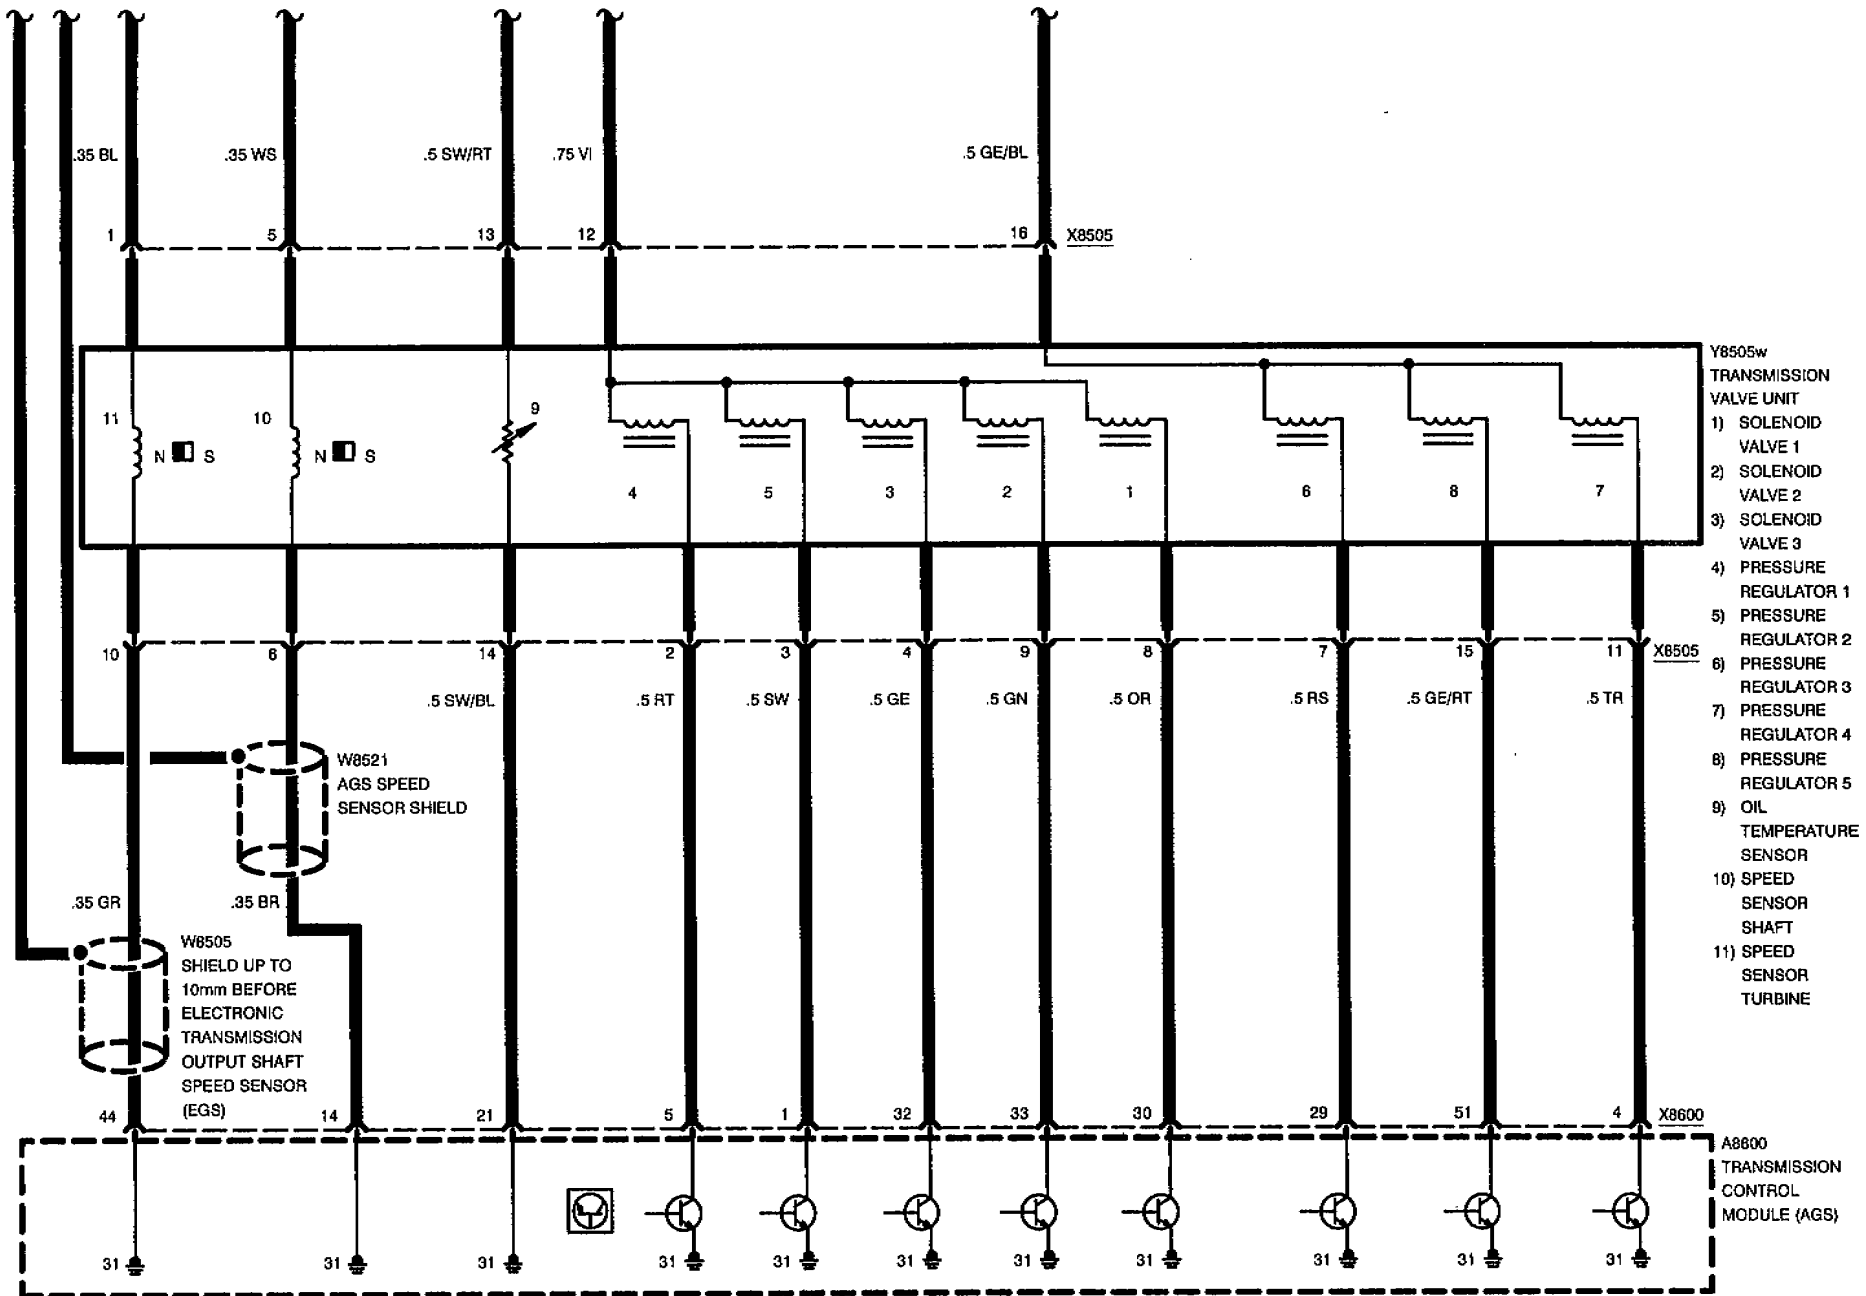 .35 BL .35 WS .5 SW/RT .75 VI .5 GE/BL
1 5 13 12 16 X8505
Y8505w
TRANSMISSION
VALVE UNIT
1) SOLENOID
VALVE 1
2) SOLENOID
VALVE 2
3) SOLENOID
VALVE 3
4) PRESSURE
REGULATOR 1
5) PRESSURE
REGULATOR 2
6) PRESSURE
REGULATOR 3
7) PRESSURE
REGULATOR 4
8) PRESSURE
REGULATOR 5
9) OIL
TEMPERATURE
SENSOR
10) SPEED
SENSOR
SHAFT
11) SPEED
SENSOR
TURBINE
11 10 9
N S N S
4 5 3 2 1 6 8 7
10 6 14 2 3 4 9 8 7 15 11 X8505
.5 SW/BL .5 RT .5 SW .5 GE .5 GN .5 OR .5 RS .5 GE/RT .5 TR
W8521
AGS SPEED
SENSOR SHIELD
.35 GR .35 BR
W8505
SHIELD UP TO
10mm BEFORE
ELECTRONIC
TRANSMISSION
OUTPUT SHAFT
SPEED SENSOR
(EGS)
44 14 21 5 1 32 33 30 29 51 4 X8600
A8600
TRANSMISSION
CONTROL
MODULE (AGS)
31 31 31 31 31 31 31 31 31 31 31